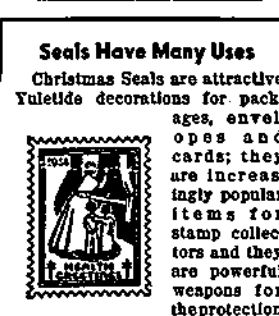 Seals Have Many Uses
Christmas Seals are attractive
Yuletide decorations for pack
ages, envel
opes and
cards; they
are increas
ingly popular
items for
stamp collec
tors and they
are powerful
weapons for
theprotection
HEALTH
GREETINGS